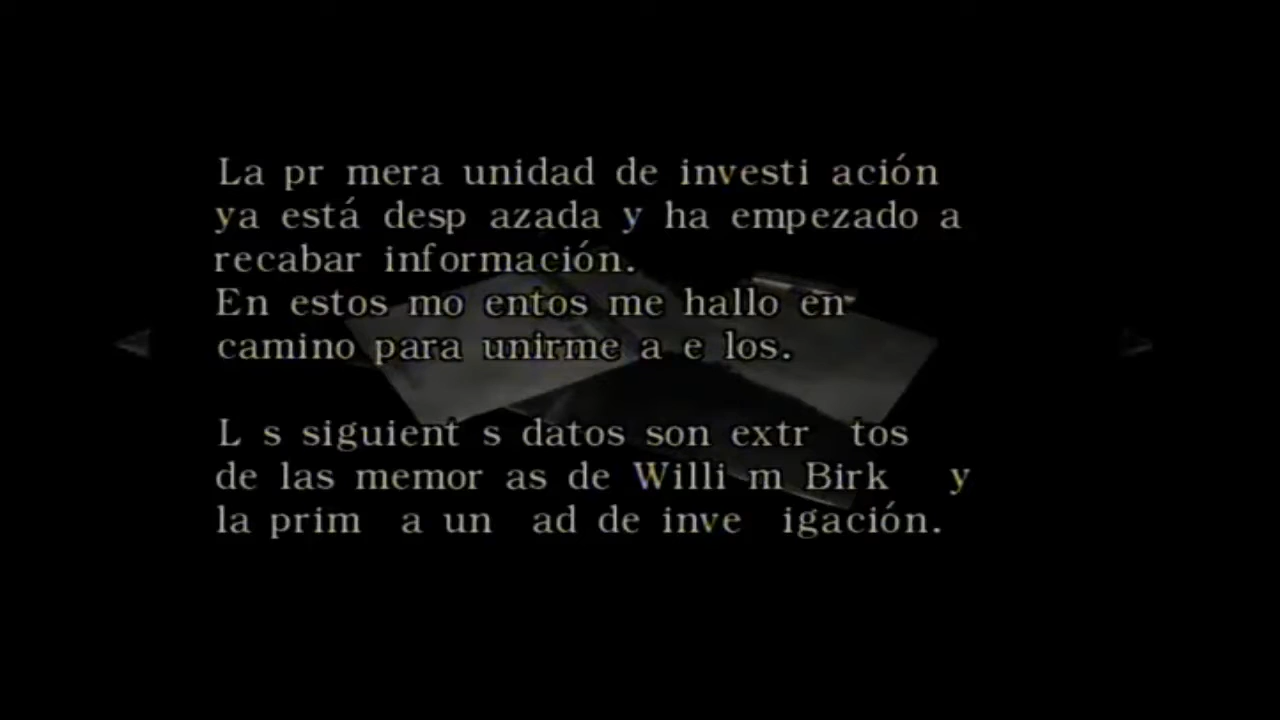 La pr mera unidad de investi ación
ya está desp azada y ha empezado a
recabar información.
En estos mo entos me hallo en
camino para unirme a e los.
L s siguient s datos son extr  tos
de las memor as de Willi m Birk   y
la prim  a un  ad de inve  igación.